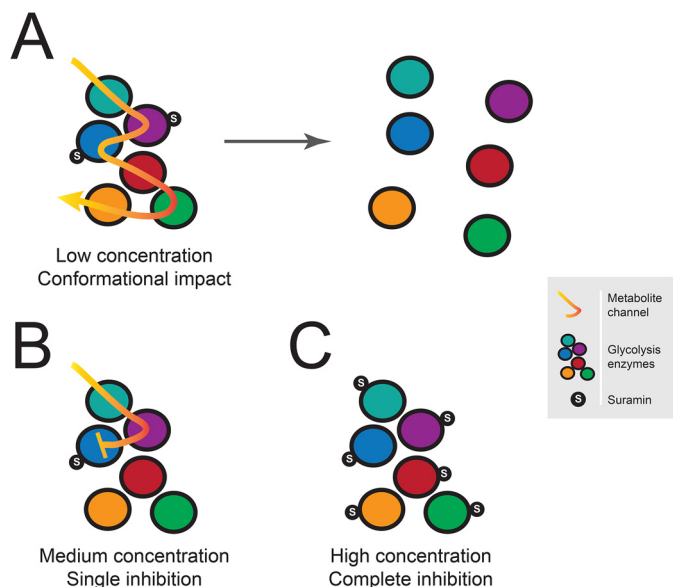 A
S
S
Low concentration
Conformational impact
Metabolite
channel
Glycolysis
enzymes
S
Suramin
B
S
Medium concentration
Single inhibition
C
S
S
S
S
S
S
High concentration
Complete inhibition